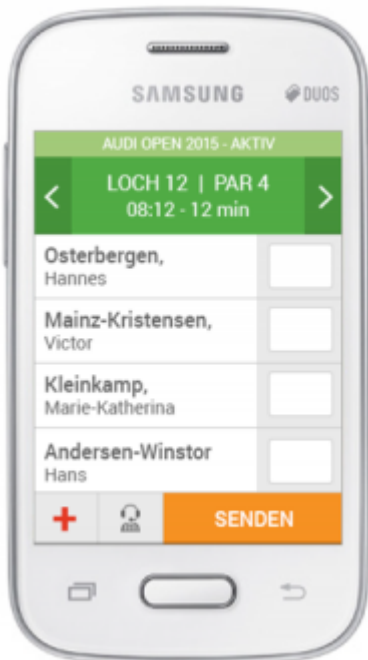 SAMSUNG DUOS
AUDI OPEN 2015 - AKTIV
LOCH 12 | PAR 4
08:12 - 12 min
Osterbergen,
Hannes
Mainz-Kristensen,
Victor
Kleinkamp,
Marie-Katherina
Andersen-Winstor
Hans
SENDEN